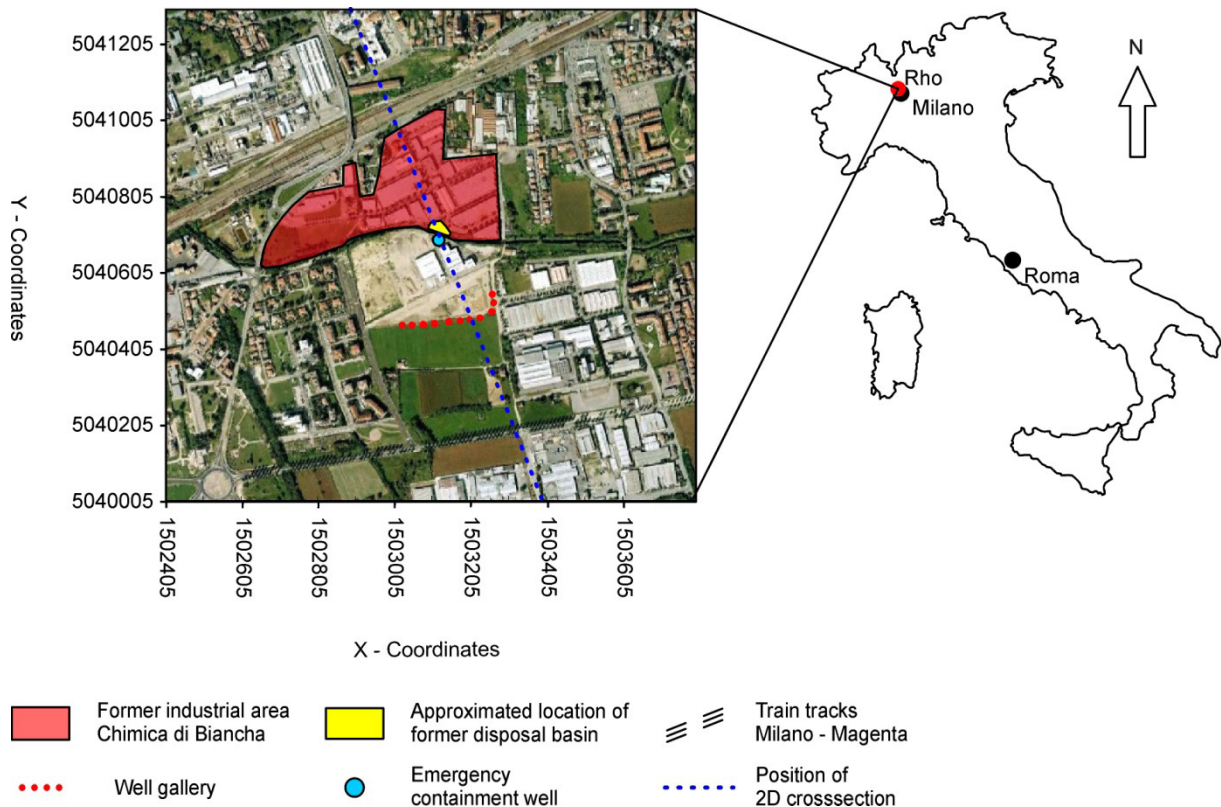 5041205
5041005
5040805
5040605
5040405
5040205
5040005
Y - Coordinates
1502405
1502605
1502805
1503005
1503205
1503405
1503605
X - Coordinates
N
Rho
Milano
Roma
Former industrial area
Chimica di Biancha
Approximated location of
former disposal basin
Train tracks
Milano - Magenta
Well gallery
Emergency
containment well
Position of
2D crosssection